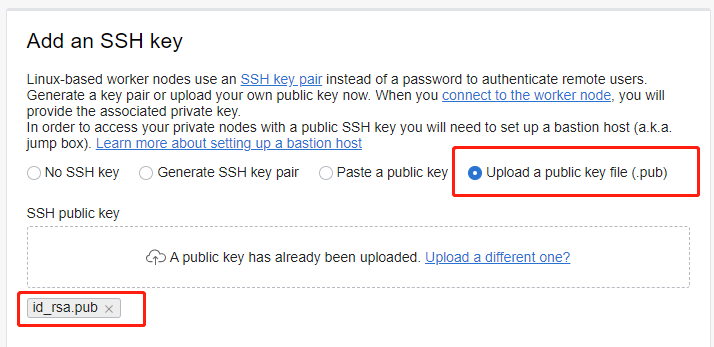 Add an SSH key
Linux-based worker nodes use an SSH key pair instead of a password to authenticate remote users.
Generate a key pair or upload your own public key now. When you connect to the worker node, you will
provide the associated private key.
In order to access your private nodes with a public SSH key you will need to set up a bastion host (a.k.a.
jump box). Learn more about setting up a bastion host
No SSH key Generate SSH key pair Paste a public key Upload a public key file (.pub)
SSH public key
A public key has already been uploaded. Upload a different one?
id_rsa.pub